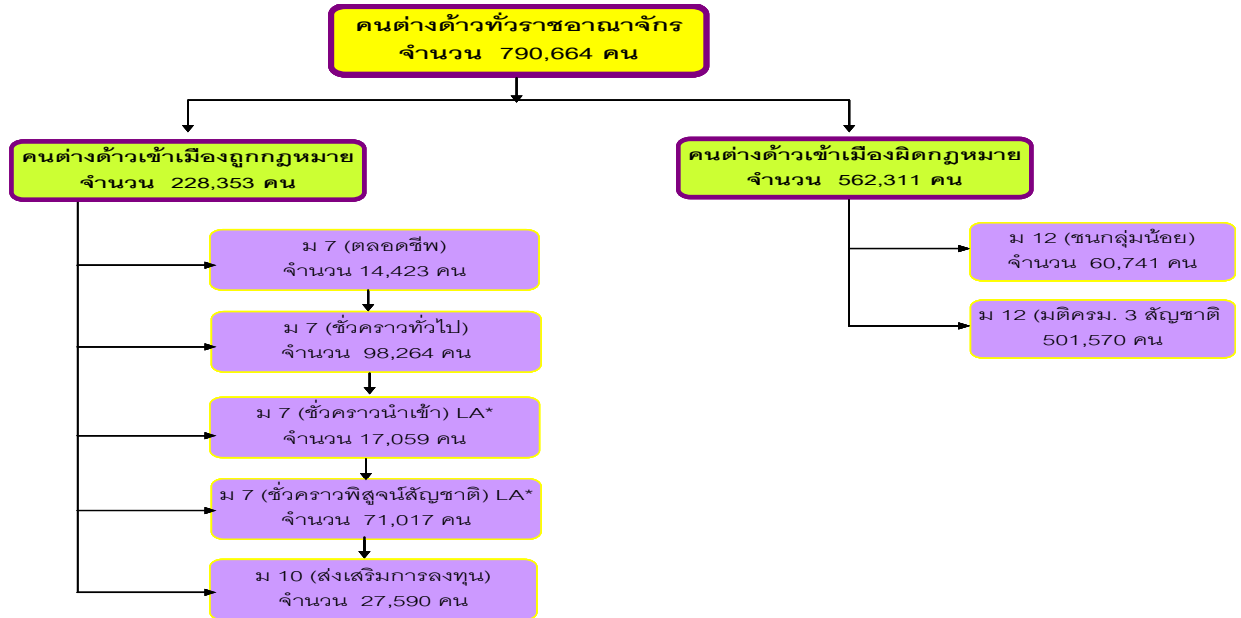 คนต่างด้าวทั่วราชอาณาจักร
จำนวน 790,664 คน
คนต่างด้าวเข้าเมืองถูกกฎหมาย
จำนวน 228,353 คน
คนต่างด้าวเข้าเมืองผิดกฎหมาย
จำนวน 562,311 คน
ม 7 (ตลอดชีพ)
จำนวน 14,423 คน
ม 7 (ชั่วคราวทั่วไป)
จำนวน 98,264 คน
ม 7 (ชั่วคราวนำเข้า) LA*
จำนวน 17,059 คน
ม 7 (ชั่วคราวพิสูจน์สัญชาติ) LA*
จำนวน 71,017 คน
ม 10 (ส่งเสริมการลงทุน)
จำนวน 27,590 คน
ม 12 (ชนกลุ่มน้อย)
จำนวน 60,741 คน
ม 12 (มติครม. 3 สัญชาติ
501,570 คน